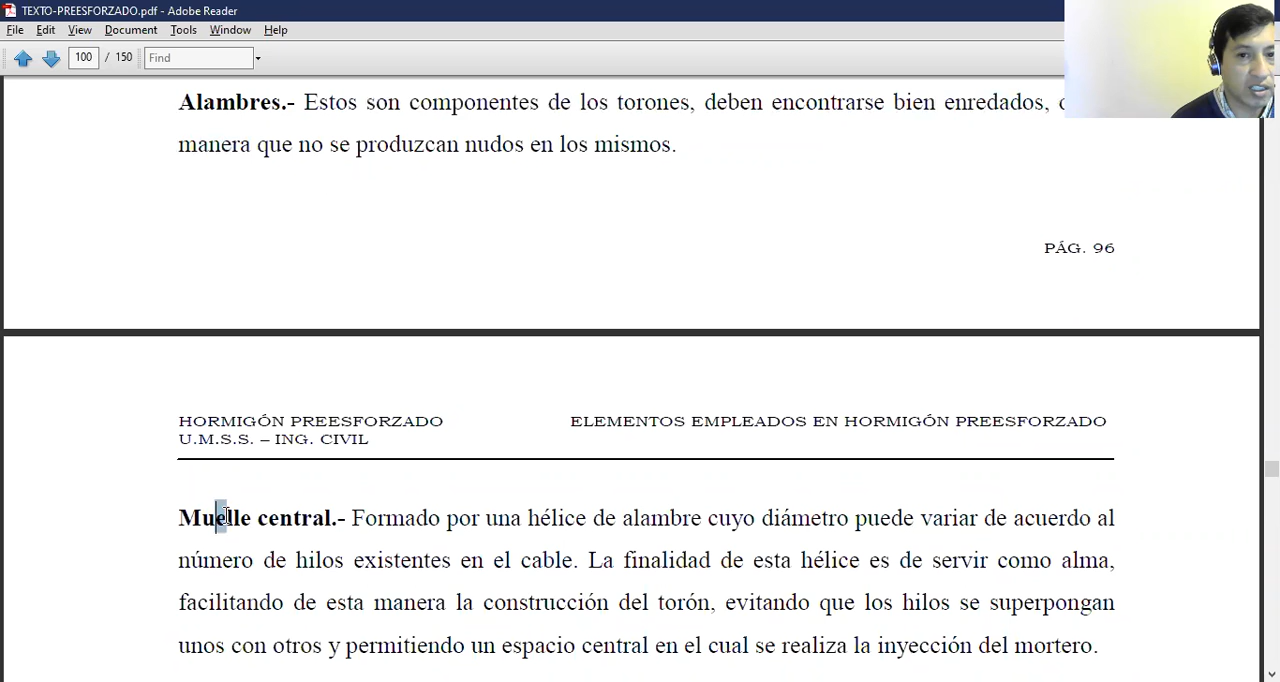 TEXTO-PREESFORZADO.pdf - Adobe Reader
File Edit View Document Tools Window Help
100 / 150 Find
Alambres.- Estos son componentes de los torones, deben encontrarse bien enredados,
manera que no se produzcan nudos en los mismos.
PÁG. 96
HORMIGÓN PREESFORZADO ELEMENTOS EMPLEADOS EN HORMIGÓN PREESFORZADO
U.M.S.S. – ING. CIVIL
Muelle central.- Formado por una hélice de alambre cuyo diámetro puede variar de acuerdo al
número de hilos existentes en el cable. La finalidad de esta hélice es de servir como alma,
facilitando de esta manera la construcción del torón, evitando que los hilos se superpongan
unos con otros y permitiendo un espacio central en el cual se realiza la inyección del mortero.